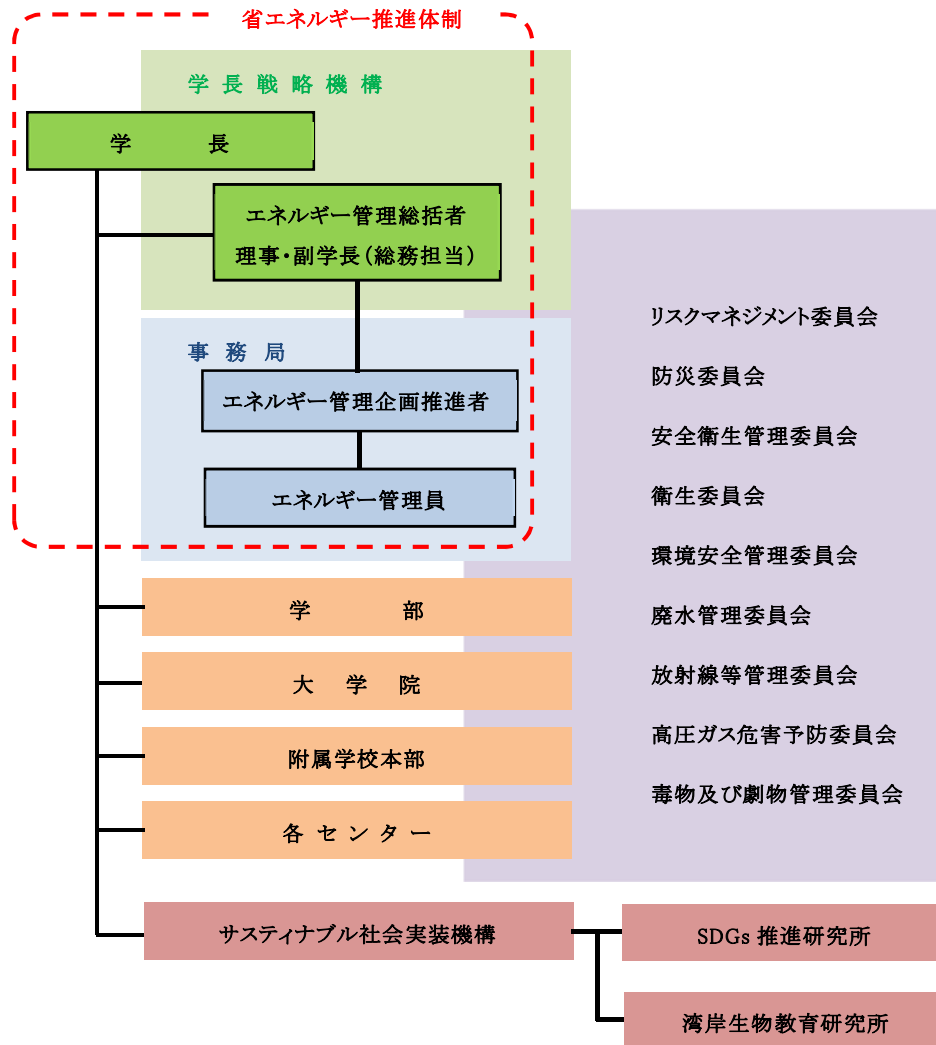 省エネルギー推進体制
学長戦略機構
学長
エネルギー管理総括者
理事・副学長（総務担当）
事務局
エネルギー管理企画推進者
エネルギー管理員
リスクマネジメント委員会
防災委員会
安全衛生管理委員会
衛生委員会
環境安全管理委員会
廃水管理委員会
放射線等管理委員会
高圧ガス危害予防委員会
毒物及び劇物管理委員会
学部
大学院
附属学校本部
各センター
サスティナブル社会実装機構
SDGs 推進研究所
湾岸生物教育研究所